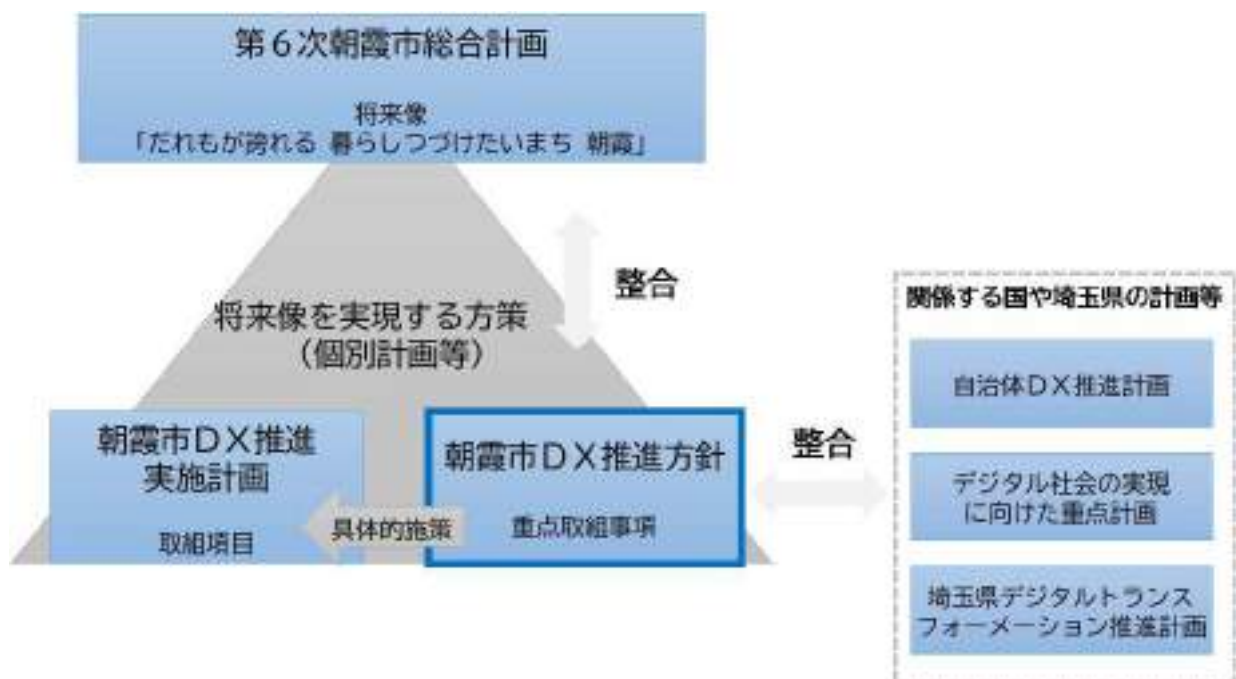 第6次朝霞市総合計画
将来像
「だれもが誇れる 暮らしつづけたいまち 朝霞」
整合
将来像を実現する方策
（個別計画等）
朝霞市ＤＸ推進
実施計画
取組項目
具体的施策
朝霞市ＤＸ推進方針
重点取組事項
整合
関係する国や埼玉県の計画等
自治体ＤＸ推進計画
デジタル社会の実現
に向けた重点計画
埼玉県デジタルトランス
フォーメーション推進計画